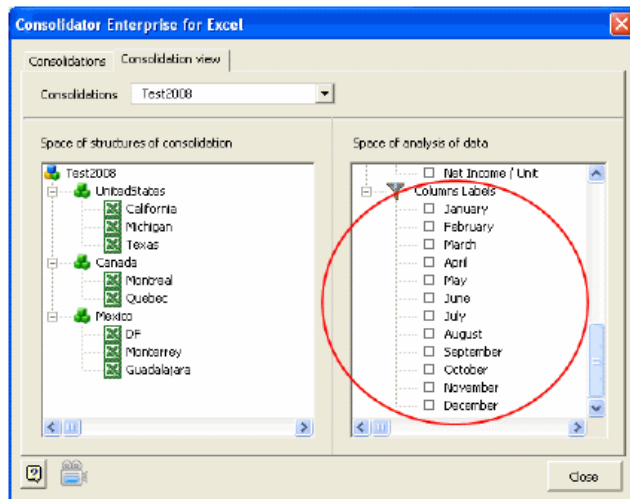 Consolidator Enterprise for Excel
Consolidations
Consolidation view
Consolidations
Test2008
Space of structures of consolidation
Test2008
UnitedStates
California
Michigan
Texas
Canada
Montreal
Quebec
Mexico
DF
Monterrey
Guadalajara
Space of analysis of data
Net Income / Unit
Columns Labels
January
February
March
April
May
June
July
August
September
October
November
December
Close